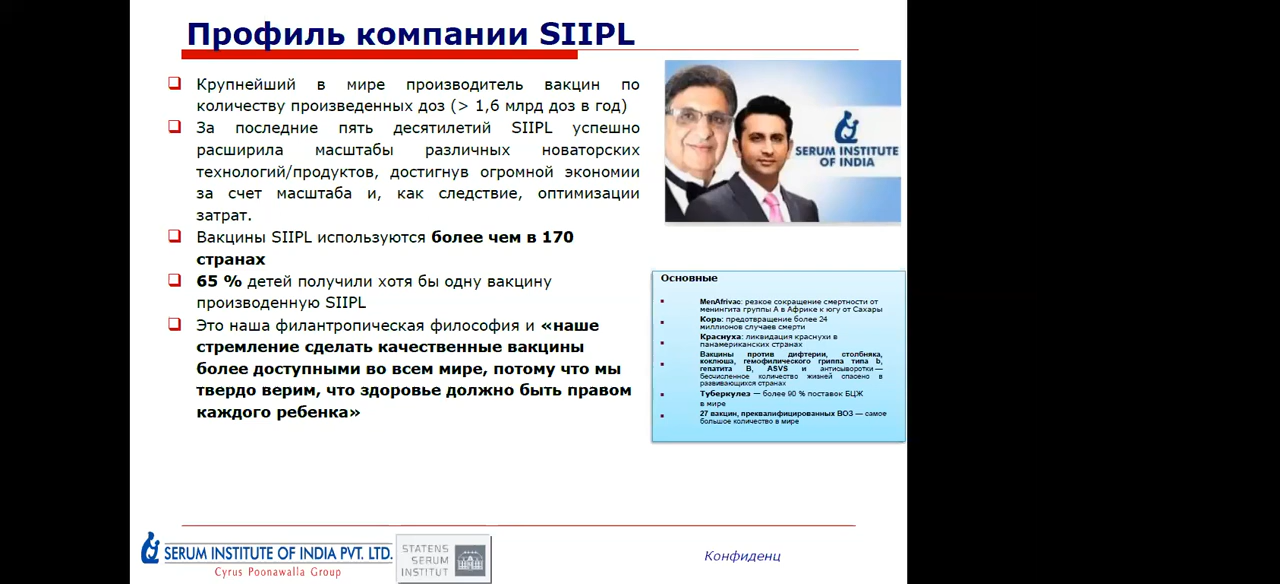 Профиль компании SIIPL
Крупнейший в мире производитель вакцин по
количеству произведенных доз (> 1,6 млрд доз в год)
За последние пять десятилетий SIIPL успешно
расширила масштабы различных новаторских
технологий/продуктов, достигнув огромной экономии
за счет масштаба и, как следствие, оптимизации
затрат.
Вакцины SIIPL используются более чем в 170
странах
65 % детей получили хотя бы одну вакцину
произведенную SIIPL
Это наша филантропическая философия и «наше
стремление сделать качественные вакцины
более доступными во всем мире, потому что мы
твердо верим, что здоровье должно быть правом
каждого ребенка»
SERUM INSTITUTE
OF INDIA
Основные
MenAfrivac: резкое сокращение смертности от
менингита группы А в Африке к югу от Сахары
Корь: предотвращение более 24
миллионов случаев смерти
Краснуха: ликвидация краснухи в
панамериканских странах
Вакцины против дифтерии, столбняка,
коклюша, гемофилического гриппа типа b,
гепатита B, ASVS и антисыворотки —
бесчисленное количество жизней спасено в
развивающихся странах
Туберкулез — более 90 % поставок БЦЖ
в мире
27 вакцин, преквалифицированных ВОЗ — самое
большое количество в мире
SERUM INSTITUTE OF INDIA PVT. LTD.
Cyrus Poonawalla Group
STATENS
SERUM
INSTITUT
Конфиденц